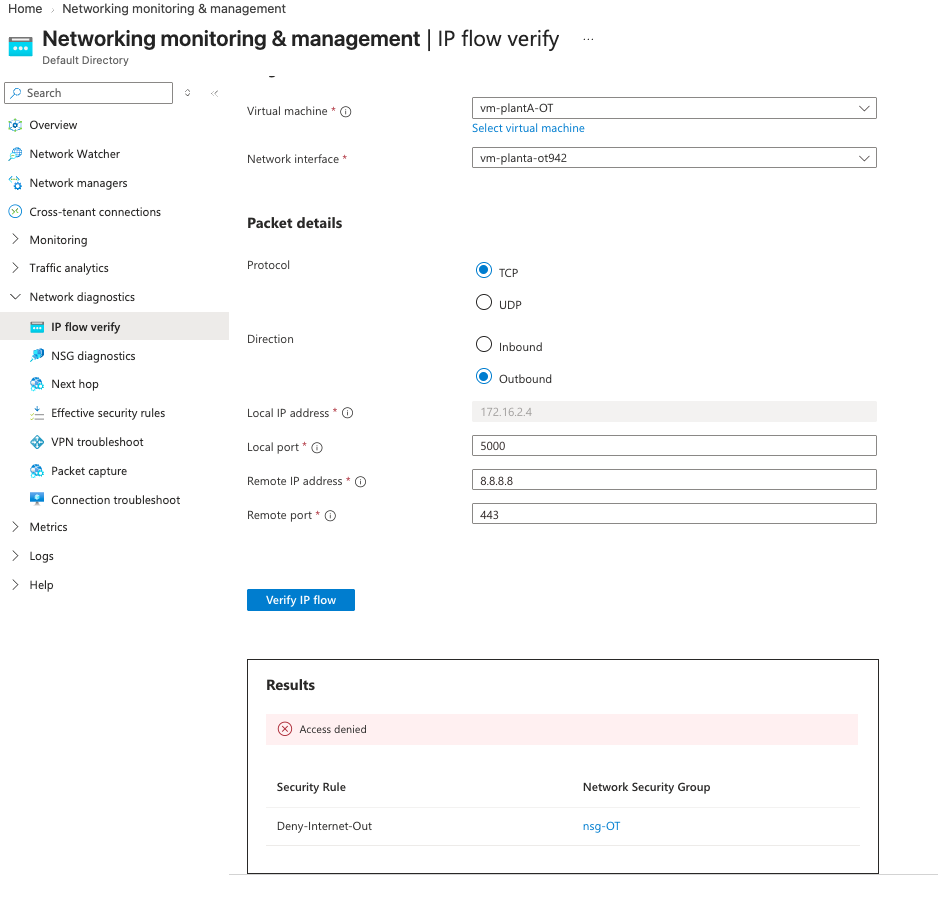 Home › Networking monitoring & management
Networking monitoring & management | IP flow verify ...
Default Directory
Search
Overview
Network Watcher
Network managers
Cross-tenant connections
Monitoring
Traffic analytics
Network diagnostics
IP flow verify
NSG diagnostics
Next hop
Effective security rules
VPN troubleshoot
Packet capture
Connection troubleshoot
Metrics
Logs
Help
Virtual machine * vm-plantA-OT
Select virtual machine
Network interface * vm-planta-ot942
Packet details
Protocol
TCP
UDP
Direction
Inbound
Outbound
Local IP address * 172.16.2.4
Local port * 5000
Remote IP address * 8.8.8.8
Remote port * 443
Verify IP flow
Results
Access denied
Security Rule Network Security Group
Deny-Internet-Out nsg-OT